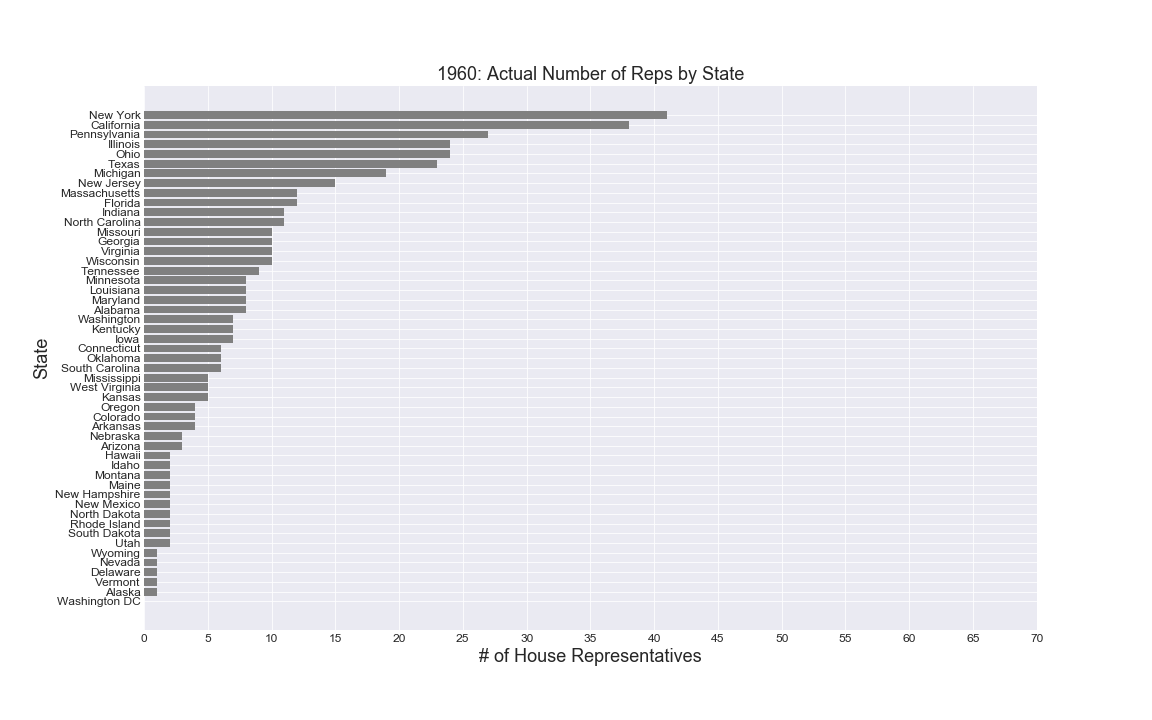 1960: Actual Number of Reps by State
New York
California
Pennsylvania
Illinois
Ohio
Texas
Michigan
New Jersey
Massachusetts
Florida
Indiana
North Carolina
Missouri
Georgia
Virginia
Wisconsin
Tennessee
Minnesota
Louisiana
Maryland
Alabama
Washington
Kentucky
Iowa
Connecticut
Oklahoma
South Carolina
Mississippi
West Virginia
Kansas
Oregon
Colorado
Arkansas
Nebraska
Arizona
Hawaii
Idaho
Montana
Maine
New Hampshire
New Mexico
North Dakota
Rhode Island
South Dakota
Utah
Wyoming
Nevada
Delaware
Vermont
Alaska
Washington DC
State
0 5 10 15 20 25 30 35 40 45 50 55 60 65 70
# of House Representatives